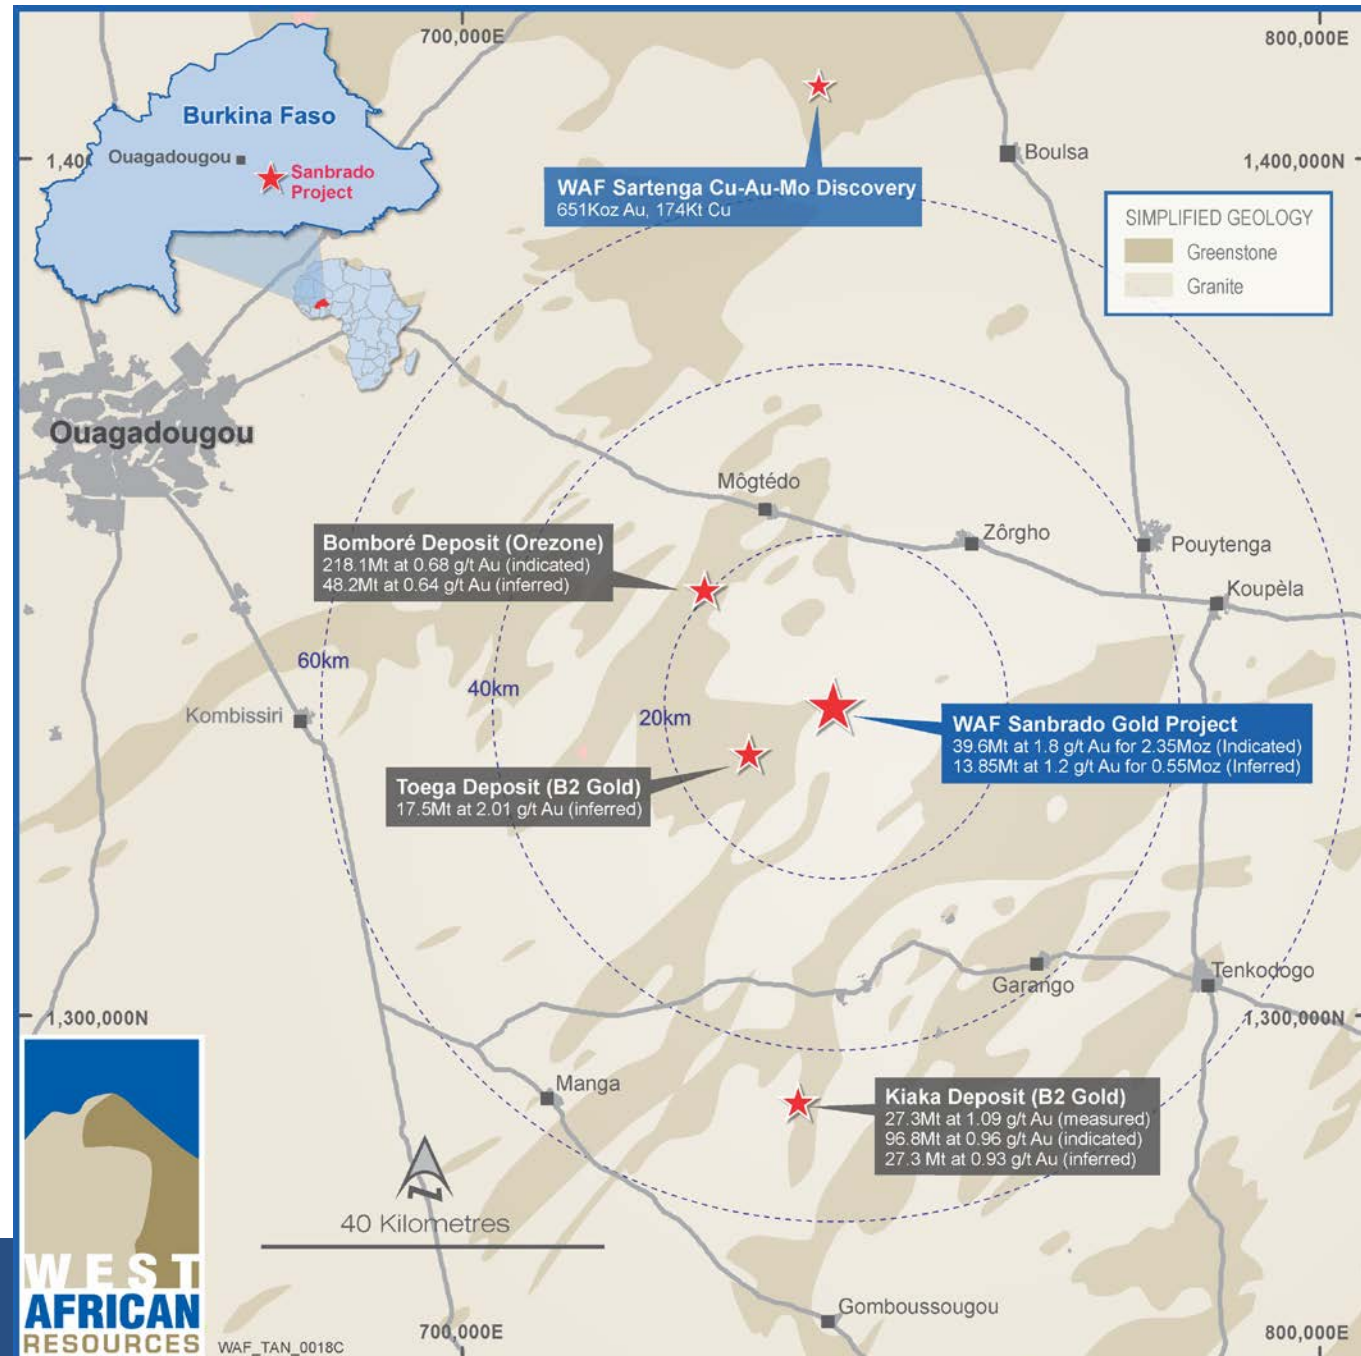 700,000E
800,000E
Burkina Faso
Ouagadougou
Sanbrado
Project
1,400,000N
Boulsa
WAF Sartenga Cu-Au-Mo Discovery
651Koz Au, 174Kt Cu
SIMPLIFIED GEOLOGY
Greenstone
Granite
Ouagadougou
Môgtédo
Zôrgho
Pouytenga
Koupèla
Bomboré Deposit (Orezone)
218.1Mt at 0.68 g/t Au (indicated)
48.2Mt at 0.64 g/t Au (inferred)
60km
40km
20km
Kombissiri
WAF Sanbrado Gold Project
39.6Mt at 1.8 g/t Au for 2.35Moz (Indicated)
13.85Mt at 1.2 g/t Au for 0.55Moz (Inferred)
Toega Deposit (B2 Gold)
17.5Mt at 2.01 g/t Au (inferred)
Garango
Tenkodogo
1,300,000N
1,300,000N
Manga
Kiaka Deposit (B2 Gold)
27.3Mt at 1.09 g/t Au (measured)
96.8Mt at 0.96 g/t Au (indicated)
27.3 Mt at 0.93 g/t Au (inferred)
N
40 Kilometres
Gomboussougou
WEST
AFRICAN
RESOURCES
WAF_TAN_0018C
700,000E
800,000E